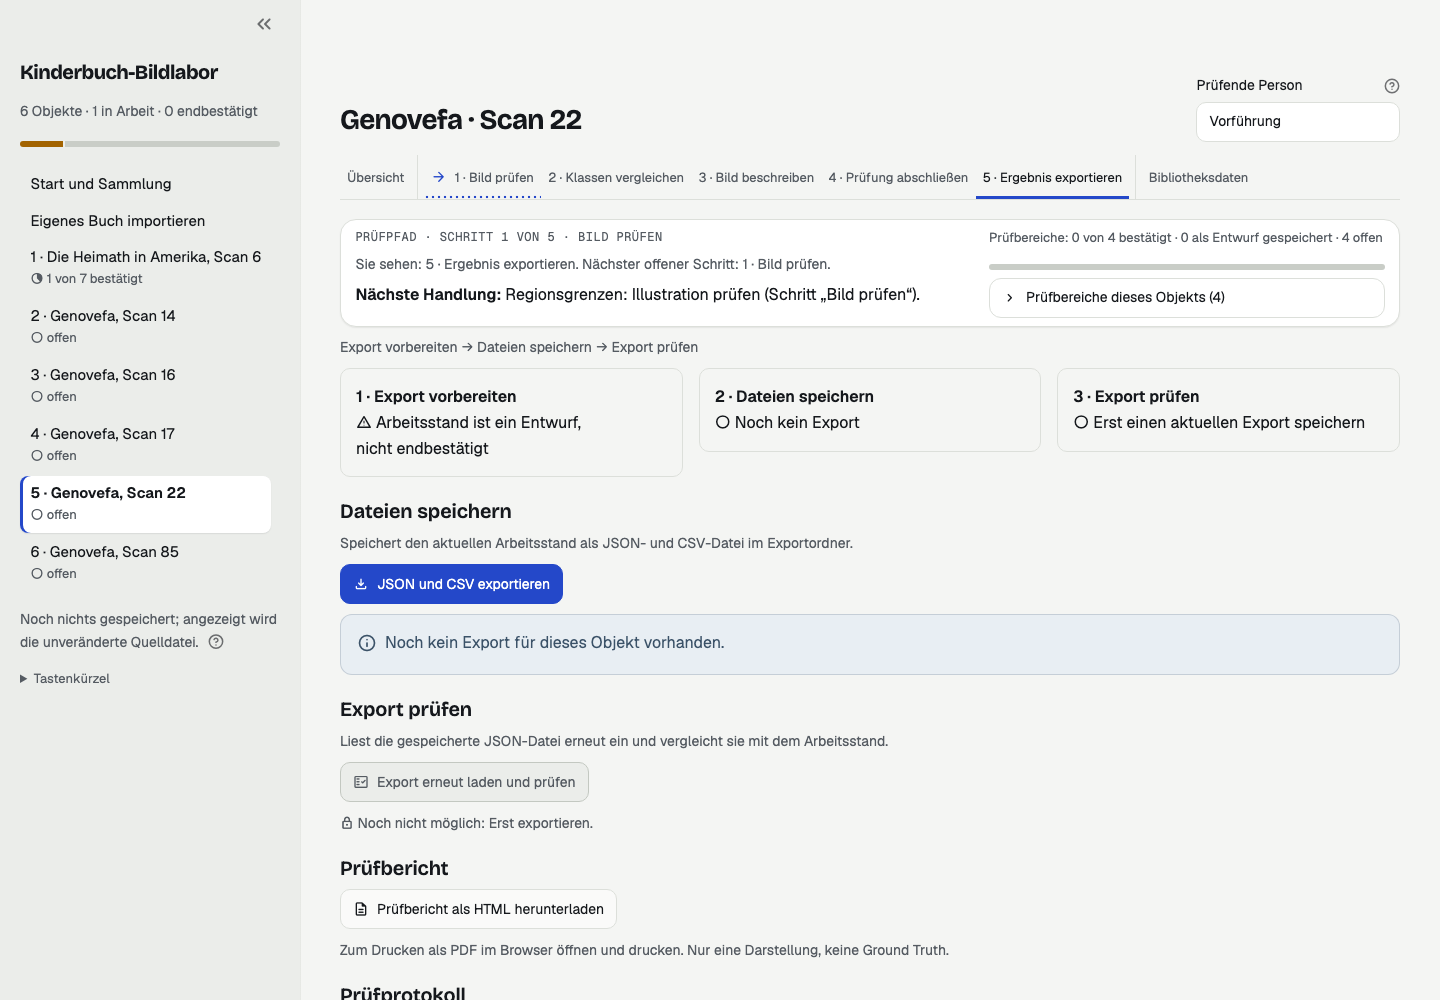 Kinderbuch-Bildlabor
6 Objekte · 1 in Arbeit · 0 endbestätigt
Start und Sammlung
Eigenes Buch importieren
1 · Die Heimath in Amerika, Scan 6
1 von 7 bestätigt
2 · Genovefa, Scan 14
offen
3 · Genovefa, Scan 16
offen
4 · Genovefa, Scan 17
offen
5 · Genovefa, Scan 22
offen
6 · Genovefa, Scan 85
offen
Noch nichts gespeichert; angezeigt wird
die unveränderte Quelldatei.
Tastenkürzel
Prüfende Person
Genovefa · Scan 22
Vorführung
Übersicht
1 · Bild prüfen
2 · Klassen vergleichen
3 · Bild beschreiben
4 · Prüfung abschließen
5 · Ergebnis exportieren
Bibliotheksdaten
PRÜFPFAD · SCHRITT 1 VON 5 · BILD PRÜFEN
Sie sehen: 5 · Ergebnis exportieren. Nächster offener Schritt: 1 · Bild prüfen.
Nächste Handlung: Regionsgrenzen: Illustration prüfen (Schritt „Bild prüfen“).
Prüfbereiche: 0 von 4 bestätigt · 0 als Entwurf gespeichert · 4 offen
Prüfbereiche dieses Objekts (4)
Export vorbereiten → Dateien speichern → Export prüfen
1 · Export vorbereiten
Arbeitsstand ist ein Entwurf,
nicht endbestätigt
2 · Dateien speichern
Noch kein Export
3 · Export prüfen
Erst einen aktuellen Export speichern
Dateien speichern
Speichert den aktuellen Arbeitsstand als JSON- und CSV-Datei im Exportordner.
JSON und CSV exportieren
Noch kein Export für dieses Objekt vorhanden.
Export prüfen
Liest die gespeicherte JSON-Datei erneut ein und vergleicht sie mit dem Arbeitsstand.
Export erneut laden und prüfen
Noch nicht möglich: Erst exportieren.
Prüfbericht
Prüfbericht als HTML herunterladen
Zum Drucken als PDF im Browser öffnen und drucken. Nur eine Darstellung, keine Ground Truth.
Prüfprotokoll